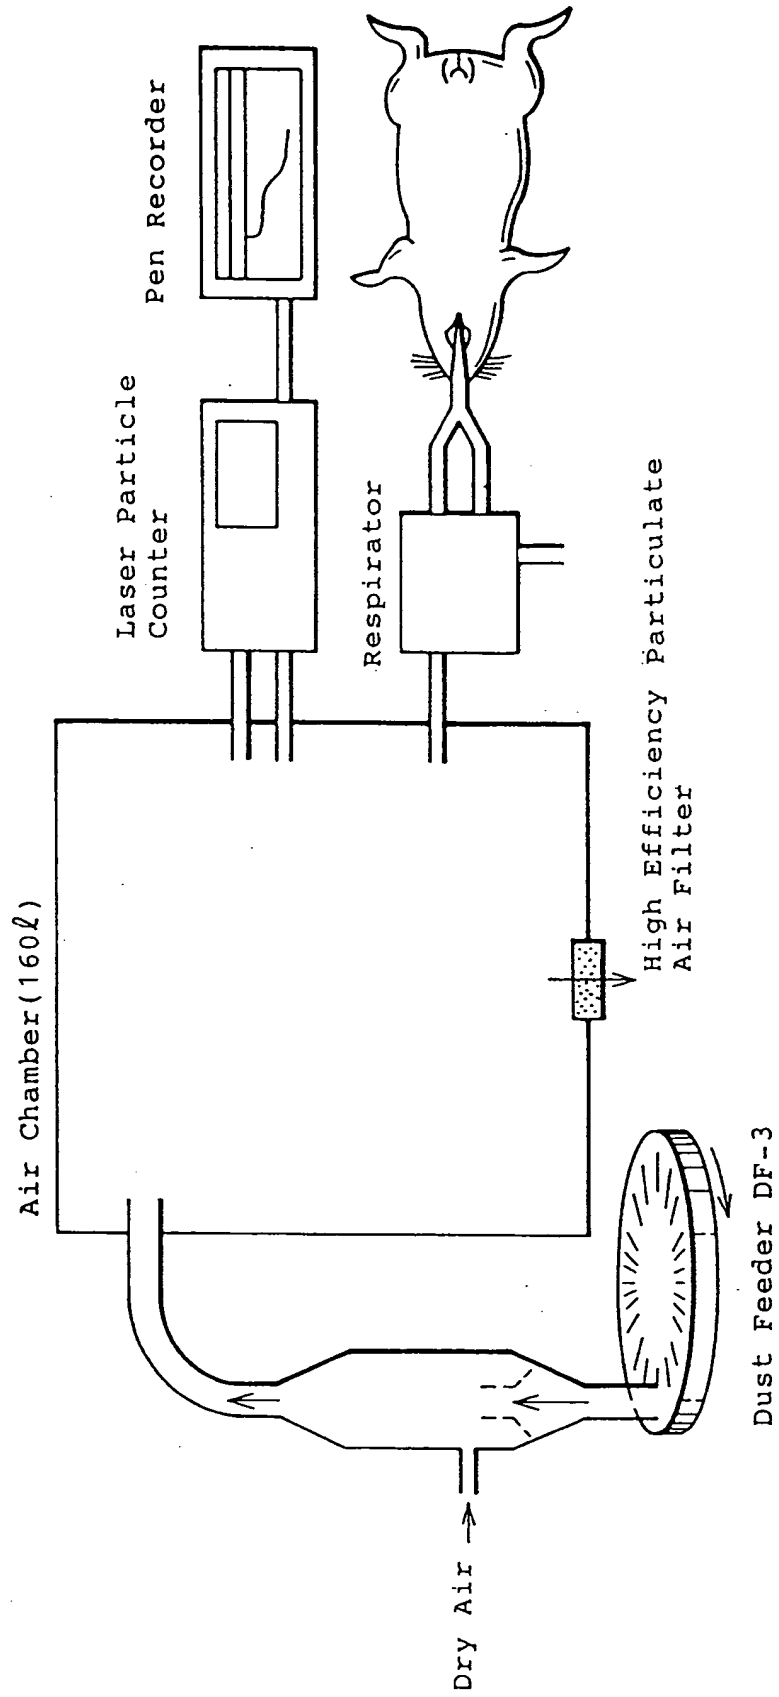 Pen Recorder
Laser Particle
Counter
Respirator
High Efficiency Particulate
Air Filter
Air Chamber(160ℓ)
Dry Air
Dust Feeder DF-3